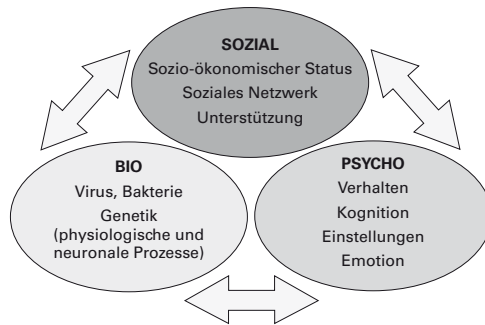 SOZIAL
Sozio-ökonomischer Status
Soziales Netzwerk
Unterstützung
BIO
Virus, Bakterie
Genetik
(physiologische und
neuronale Prozesse)
PSYCHO
Verhalten
Kognition
Einstellungen
Emotion